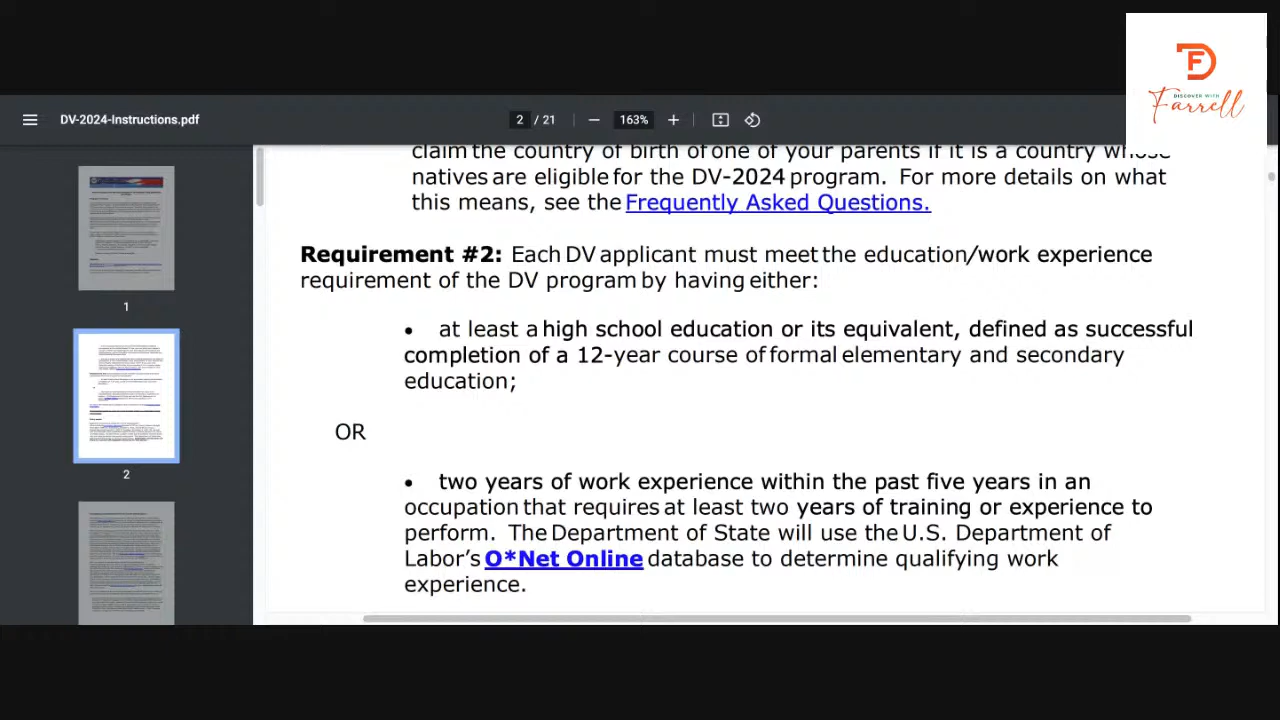 DISCOVER WITH
Farrell
DV-2024-Instructions.pdf
2 / 21
163%
claim the country of birth of one of your parents if it is a country whose
natives are eligible for the DV-2024 program. For more details on what
this means, see the Frequently Asked Questions.
Requirement #2: Each DV applicant must meet the education/work experience
requirement of the DV program by having either:
• at least a high school education or its equivalent, defined as successful
completion of a 12-year course of formal elementary and secondary
education;
OR
• two years of work experience within the past five years in an
occupation that requires at least two years of training or experience to
perform. The Department of State will use the U.S. Department of
Labor’s O*Net Online database to determine qualifying work
experience.
1
2